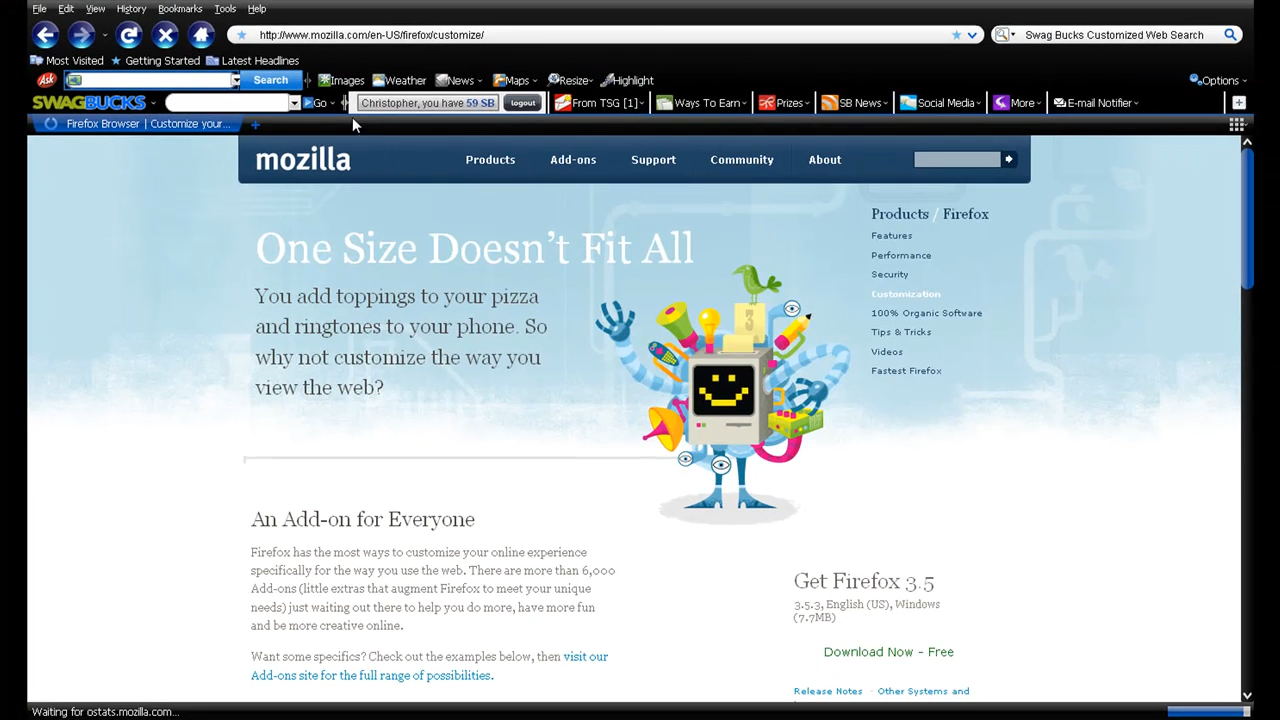 File Edit View History Bookmarks Tools Help
http://www.mozilla.com/en-US/firefox/customize/ Swag Bucks Customized Web Search
Most Visited Getting Started Latest Headlines
Ask Search Images Weather News Maps Resize Highlight Options
SWAGBUCKS Go Christopher, you have 59 SB logout From TSG [1] Ways To Earn Prizes SB News Social Media More E-mail Notifier
Firefox Browser | Customize your...
mozilla Products Add-ons Support Community About
One Size Doesn't Fit All
You add toppings to your pizza
and ringtones to your phone. So
why not customize the way you
view the web?
3
Products / Firefox
Features
Performance
Security
Customization
100% Organic Software
Tips & Tricks
Videos
Fastest Firefox
An Add-on for Everyone
Firefox has the most ways to customize your online experience
specifically for the way you use the web. There are more than 6,000
Add-ons (little extras that augment Firefox to meet your unique
needs) just waiting out there to help you do more, have more fun
and be more creative online.
Want some specifics? Check out the examples below, then visit our
Add-ons site for the full range of possibilities.
Get Firefox 3.5
3.5.3, English (US), Windows
(7.7MB)
Download Now - Free
Release Notes · Other Systems and
Waiting for ostats.mozilla.com...